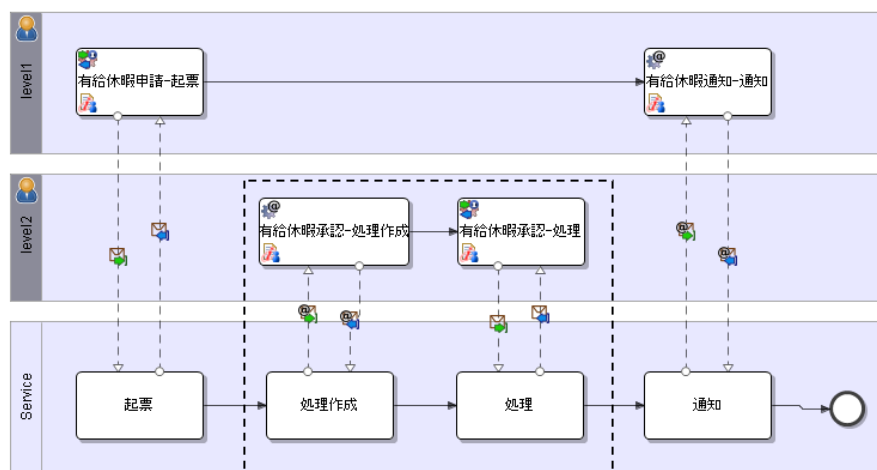 level1
有給休暇申請-起票
有給休暇通知-通知
level2
有給休暇承認-処理作成
有給休暇承認-処理
Service
起票
処理作成
処理
通知